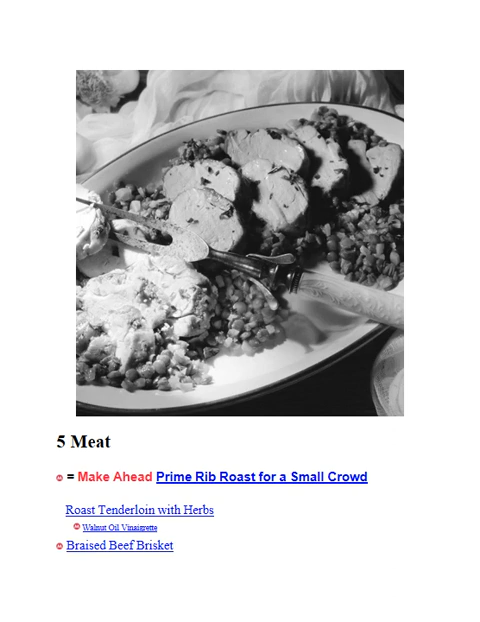 5 Meat
= Make Ahead Prime Rib Roast for a Small Crowd
Roast Tenderloin with Herbs
Walnut Oil Vinaigrette
Braised Beef Brisket